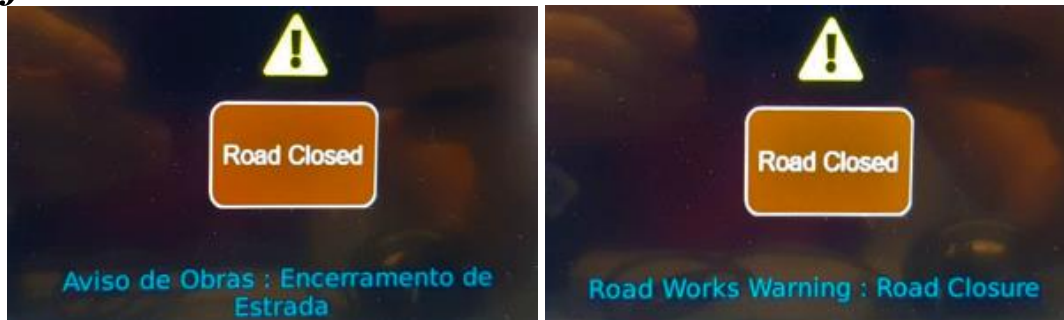 Road Closed
Aviso de Obras : Encerramento de
Estrada
Road Closed
Road Works Warning : Road Closure